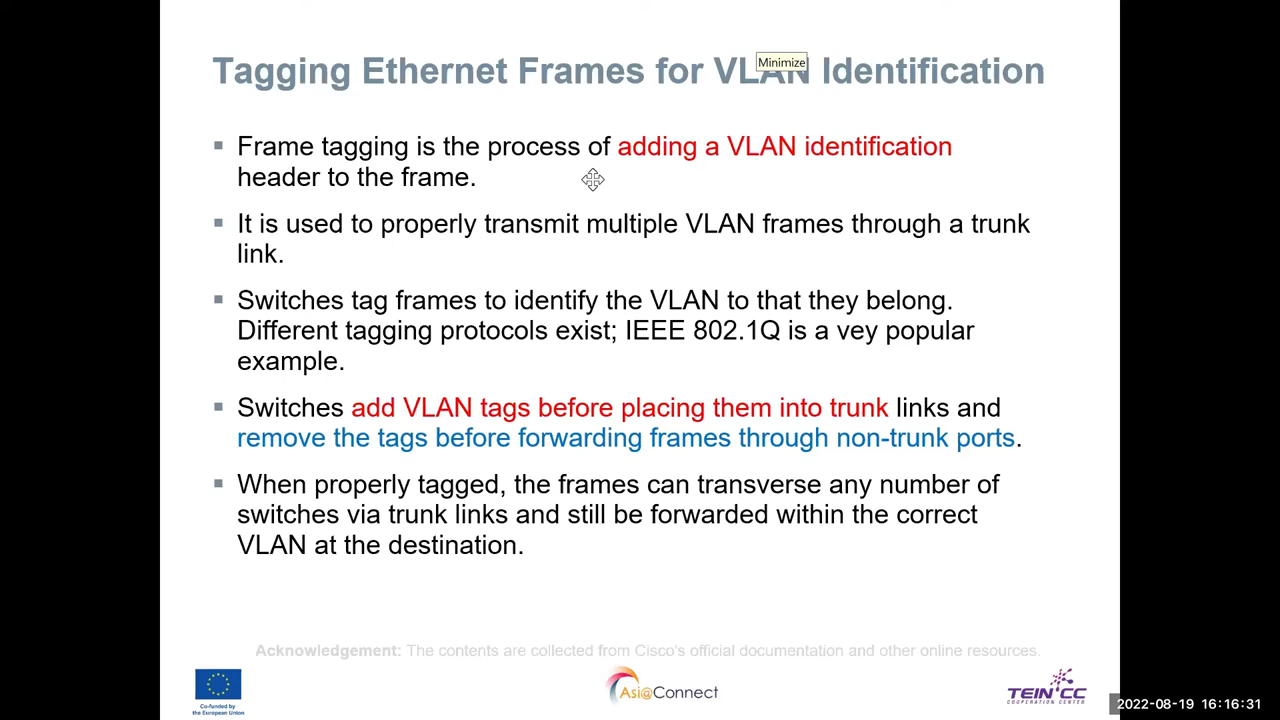 Tagging Ethernet Frames for VLAN Identification
Minimize
Frame tagging is the process of adding a VLAN identification
header to the frame.
It is used to properly transmit multiple VLAN frames through a trunk
link.
Switches tag frames to identify the VLAN to that they belong.
Different tagging protocols exist; IEEE 802.1Q is a vey popular
example.
Switches add VLAN tags before placing them into trunk links and
remove the tags before forwarding frames through non-trunk ports.
When properly tagged, the frames can transverse any number of
switches via trunk links and still be forwarded within the correct
VLAN at the destination.
Acknowledgement: The contents are collected from Cisco's official documentation and other online resources.
Co-funded by
the European Union
Asi@Connect
TEIN*CC
COOPERATION CENTER
2022-08-19 16:16:31